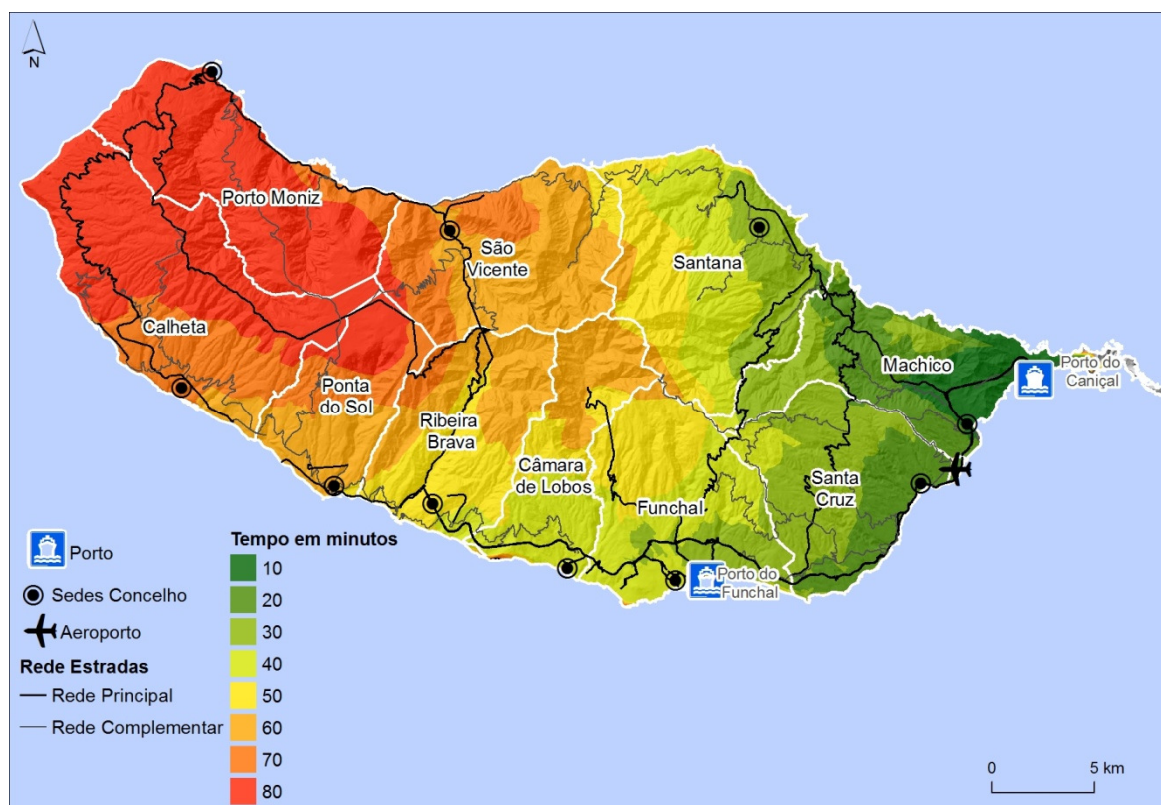 N
Porto Moniz
São
Vicente
Santana
Calheta
Machico
Porto do
Caniçal
Ponta
do Sol
Ribeira
Brava
Câmara
de Lobos
Santa
Cruz
Funchal
Porto do
Funchal
Porto
Sedes Concelho
Aeroporto
Rede Estradas
Rede Principal
Rede Complementar
Tempo em minutos
10
20
30
40
50
60
70
80
0 5 km